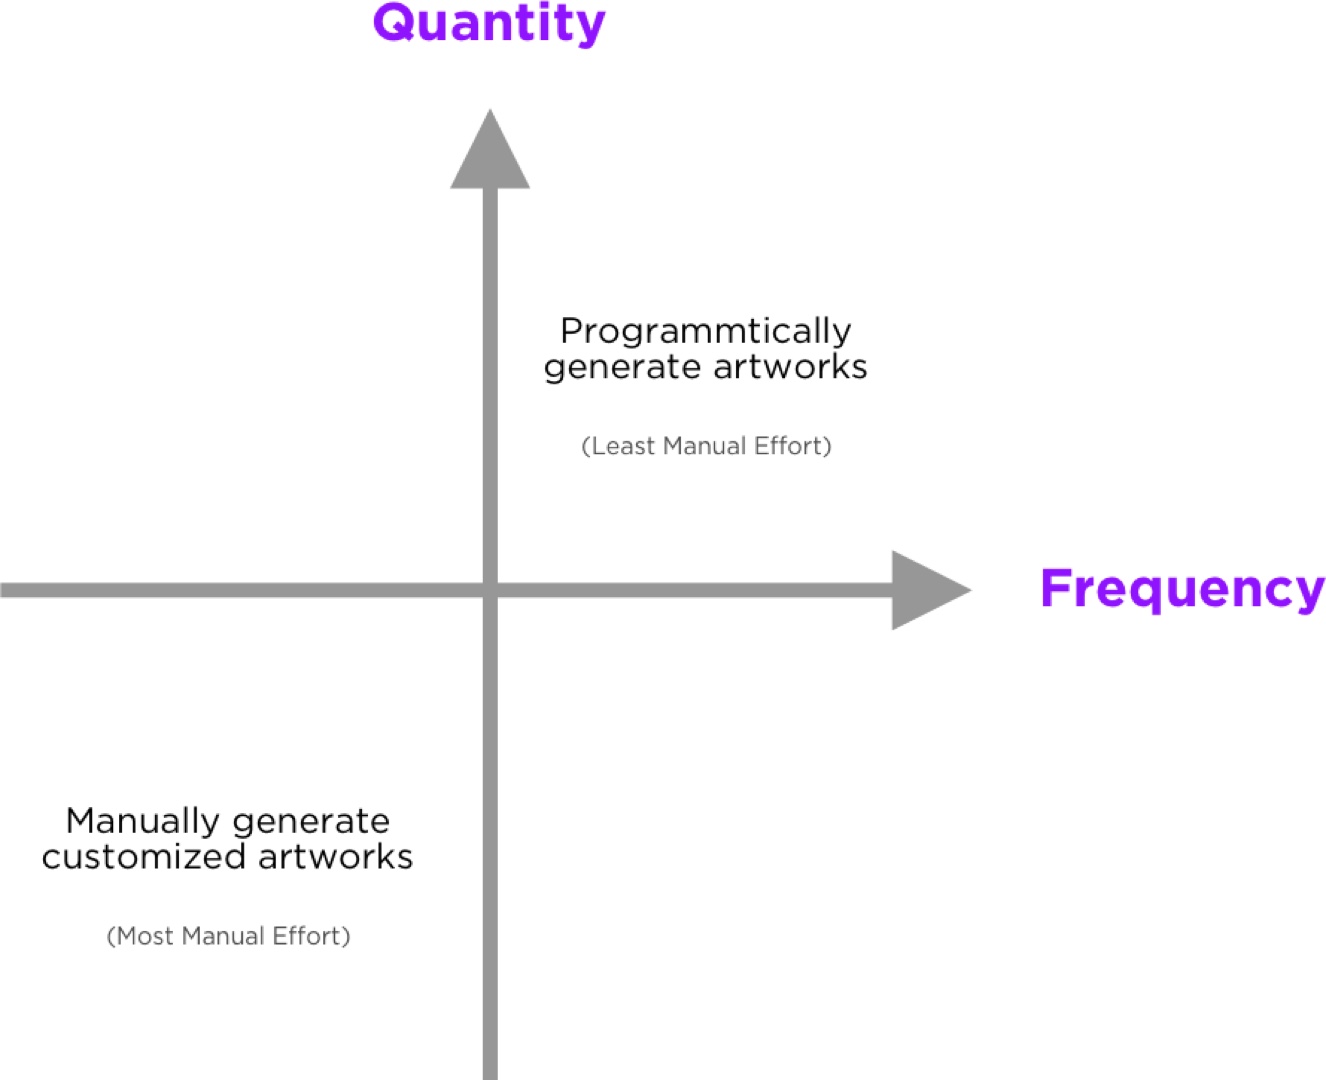 Quantity
Programmtically
generate artworks
(Least Manual Effort)
Frequency
Manually generate
customized artworks
(Most Manual Effort)